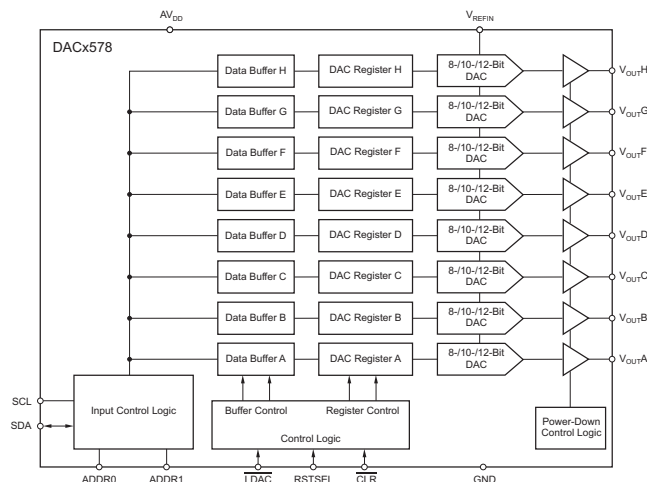 AVDD
VREFIN
DACx578
Data Buffer H
DAC Register H
8-/10-/12-Bit
DAC
VOUTH
Data Buffer G
DAC Register G
8-/10-/12-Bit
DAC
VOUTG
Data Buffer F
DAC Register F
8-/10-/12-Bit
DAC
VOUTF
Data Buffer E
DAC Register E
8-/10-/12-Bit
DAC
VOUTE
Data Buffer D
DAC Register D
8-/10-/12-Bit
DAC
VOUTD
Data Buffer C
DAC Register C
8-/10-/12-Bit
DAC
VOUTC
Data Buffer B
DAC Register B
8-/10-/12-Bit
DAC
VOUTB
Data Buffer A
DAC Register A
8-/10-/12-Bit
DAC
VOUTA
SCL
SDA
Input Control Logic
Buffer Control
Register Control
Control Logic
Power-Down
Control Logic
ADDR0
ADDR1
LDAC
RSTSEL
CLR
GND